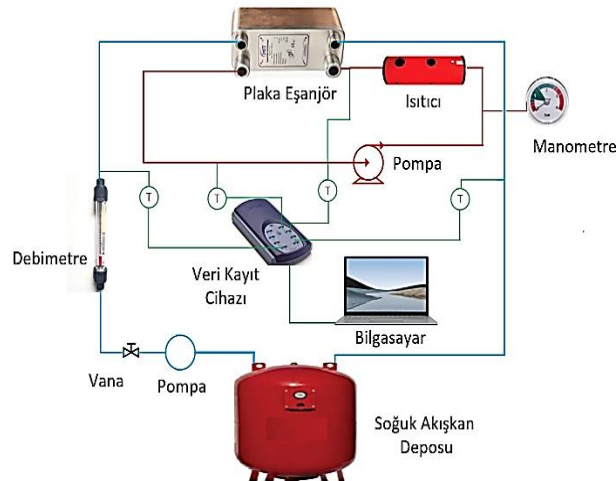 Plaka Eşanjör
Isıtıcı
Manometre
Pompa
T
T
T
T
Debimetre
Veri Kayıt
Cihazı
Bilgasayar
Vana
Pompa
Soğuk Akışkan
Deposu